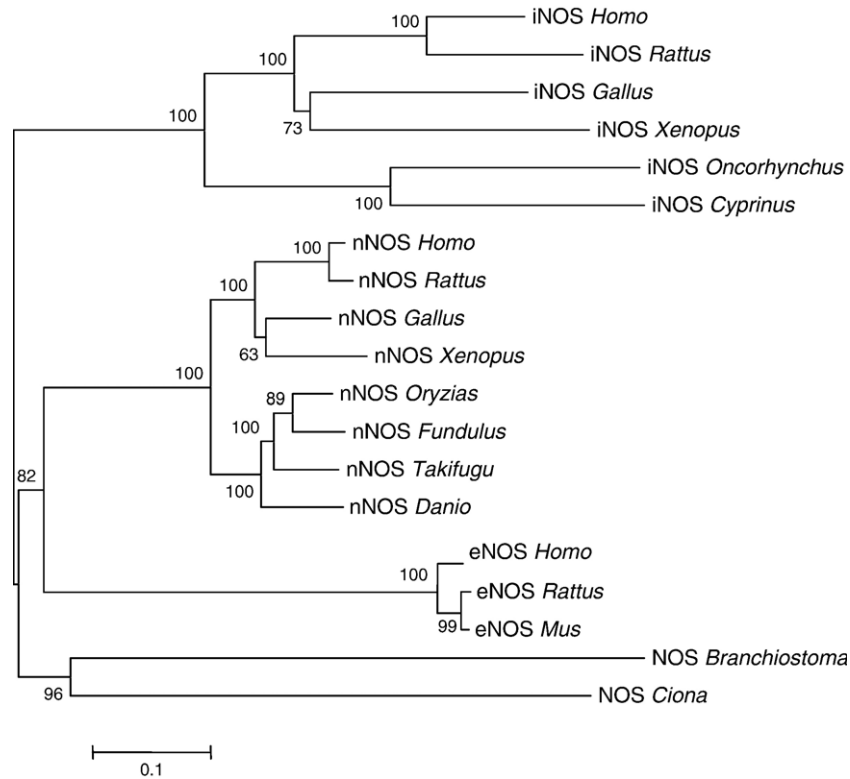 iNOS Homo
100
iNOS Rattus
100
iNOS Gallus
100
73
iNOS Xenopus
iNOS Oncorhynchus
100
iNOS Cyprinus
nNOS Homo
100
nNOS Rattus
100
nNOS Gallus
63
nNOS Xenopus
100
nNOS Oryzias
89
100
nNOS Fundulus
nNOS Takifugu
82
100
nNOS Danio
eNOS Homo
100
eNOS Rattus
99
eNOS Mus
NOS Branchiostoma
96
NOS Ciona
0.1